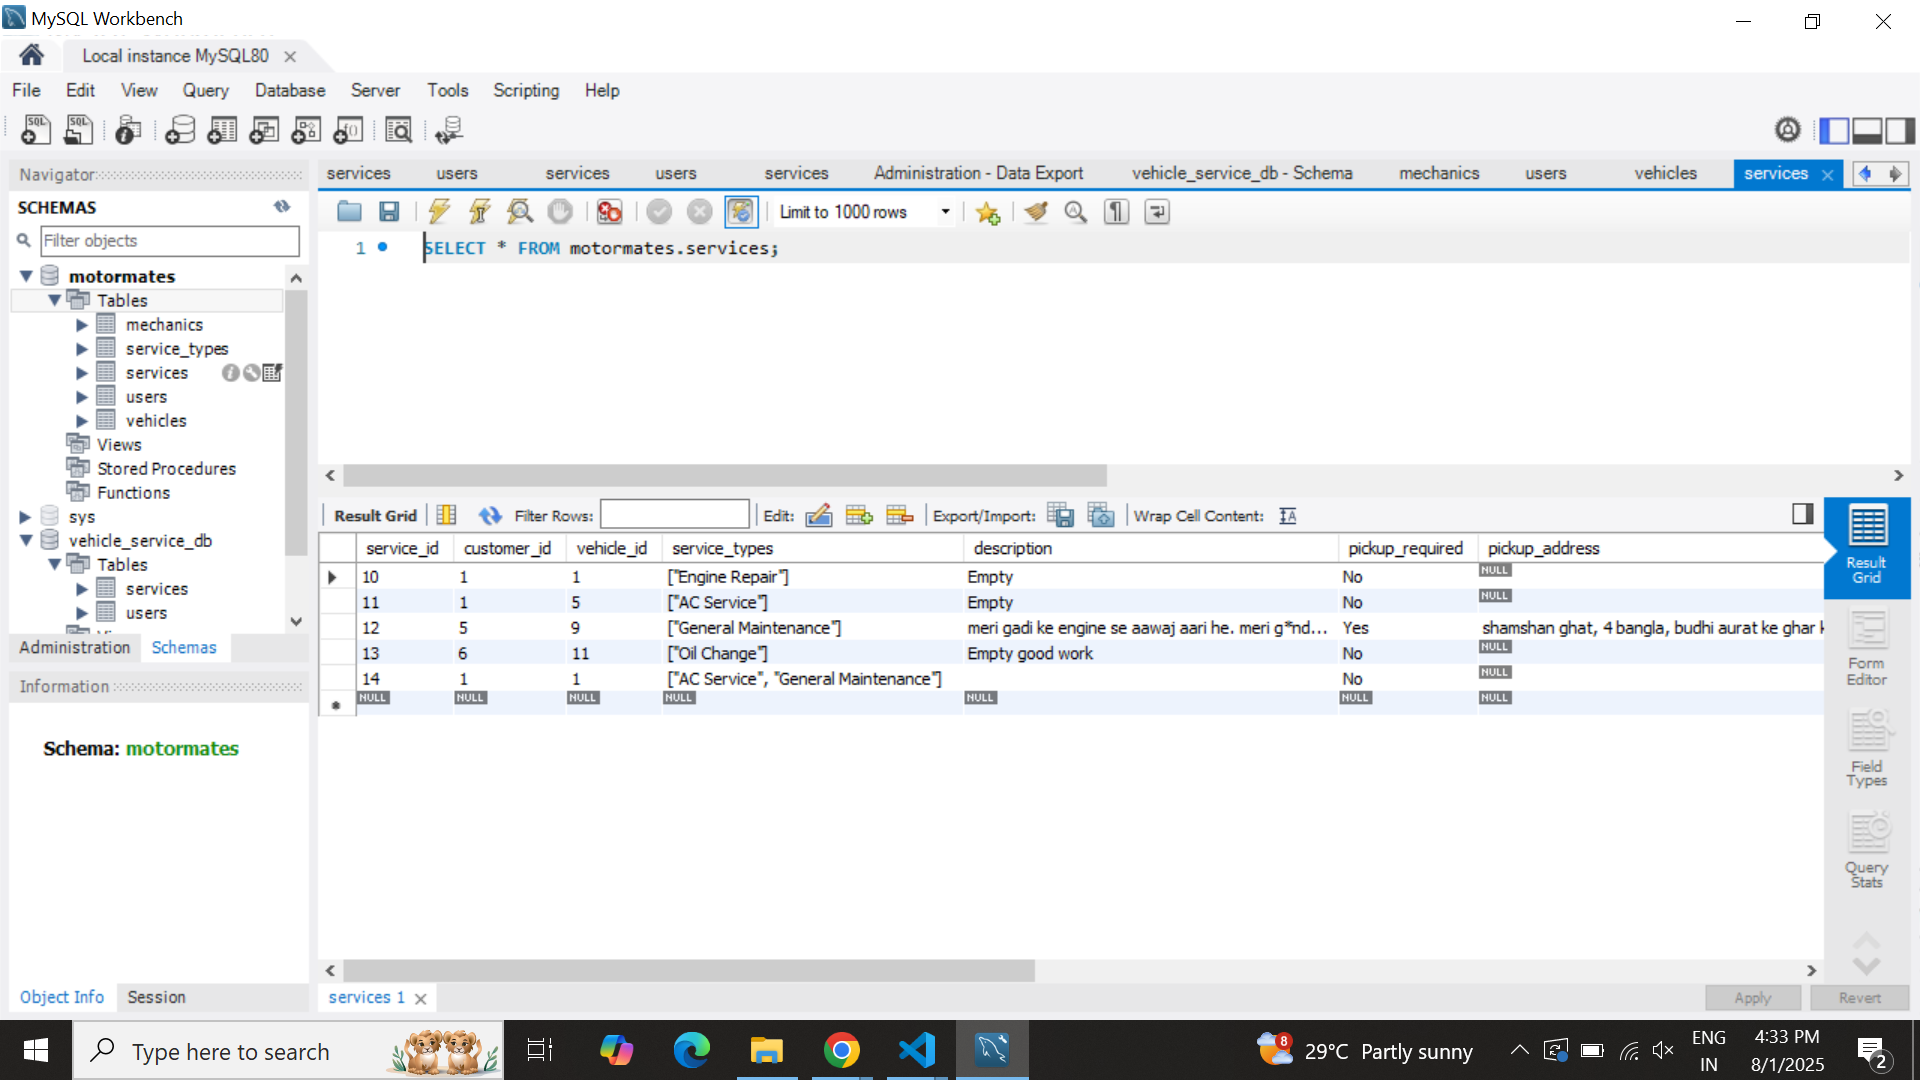 MySQL Workbench
Local instance MySQL80
File Edit View Query Database Server Tools Scripting Help
Navigator
SCHEMAS
Filter objects
motormates
Tables
mechanics
service_types
services
users
vehicles
Views
Stored Procedures
Functions
sys
vehicle_service_db
Tables
services
users
Administration Schemas
Information
Schema: motormates
Object Info Session
services users services users services Administration - Data Export vehicle_service_db - Schema mechanics users vehicles services
Limit to 1000 rows
1 SELECT * FROM motormates.services;
Result Grid Filter Rows: Edit: Export/Import: Wrap Cell Content:
service_id customer_id vehicle_id service_types description pickup_required pickup_address
10 1 1 ["Engine Repair"] Empty No NULL
11 1 5 ["AC Service"] Empty No NULL
12 5 9 ["General Maintenance"] meri gadi ke engine se aawaj aari he. meri g*nd... Yes shamshan ghat, 4 bangla, budhi aurat ke ghar k
13 6 11 ["Oil Change"] Empty good work No NULL
14 1 1 ["AC Service", "General Maintenance"] No NULL
NULL NULL NULL NULL NULL NULL NULL
Result Grid
Form Editor
Field Types
Query Stats
services 1
Apply Revert
Type here to search
8
29°C Partly sunny
ENG
IN
4:33 PM
8/1/2025
2